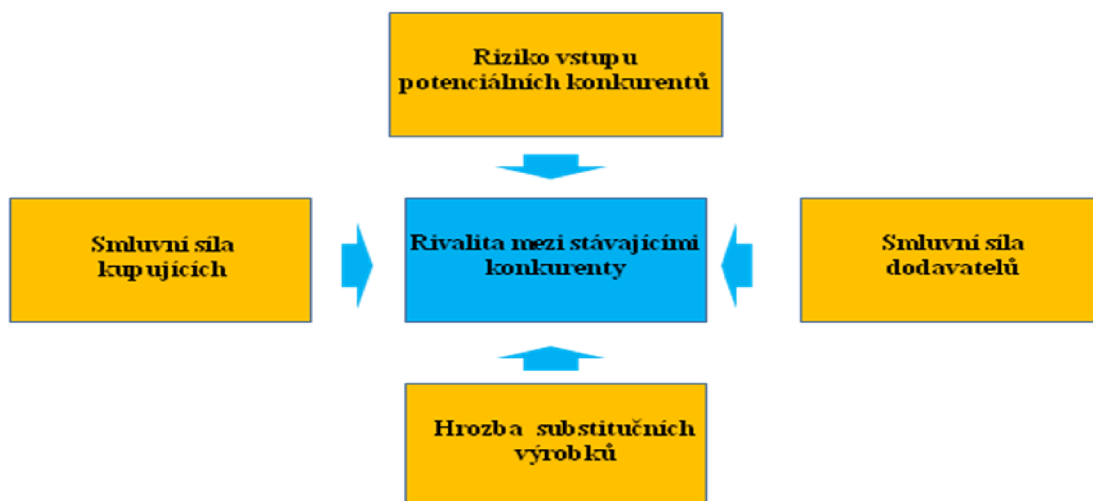 Riziko vstupu
potenciálních konkurentů
Smluvní síla
kupujících
Rivalita mezi stávajícími
konkurenty
Smluvní síla
dodavatelů
Hrozba substitučních
výrobků